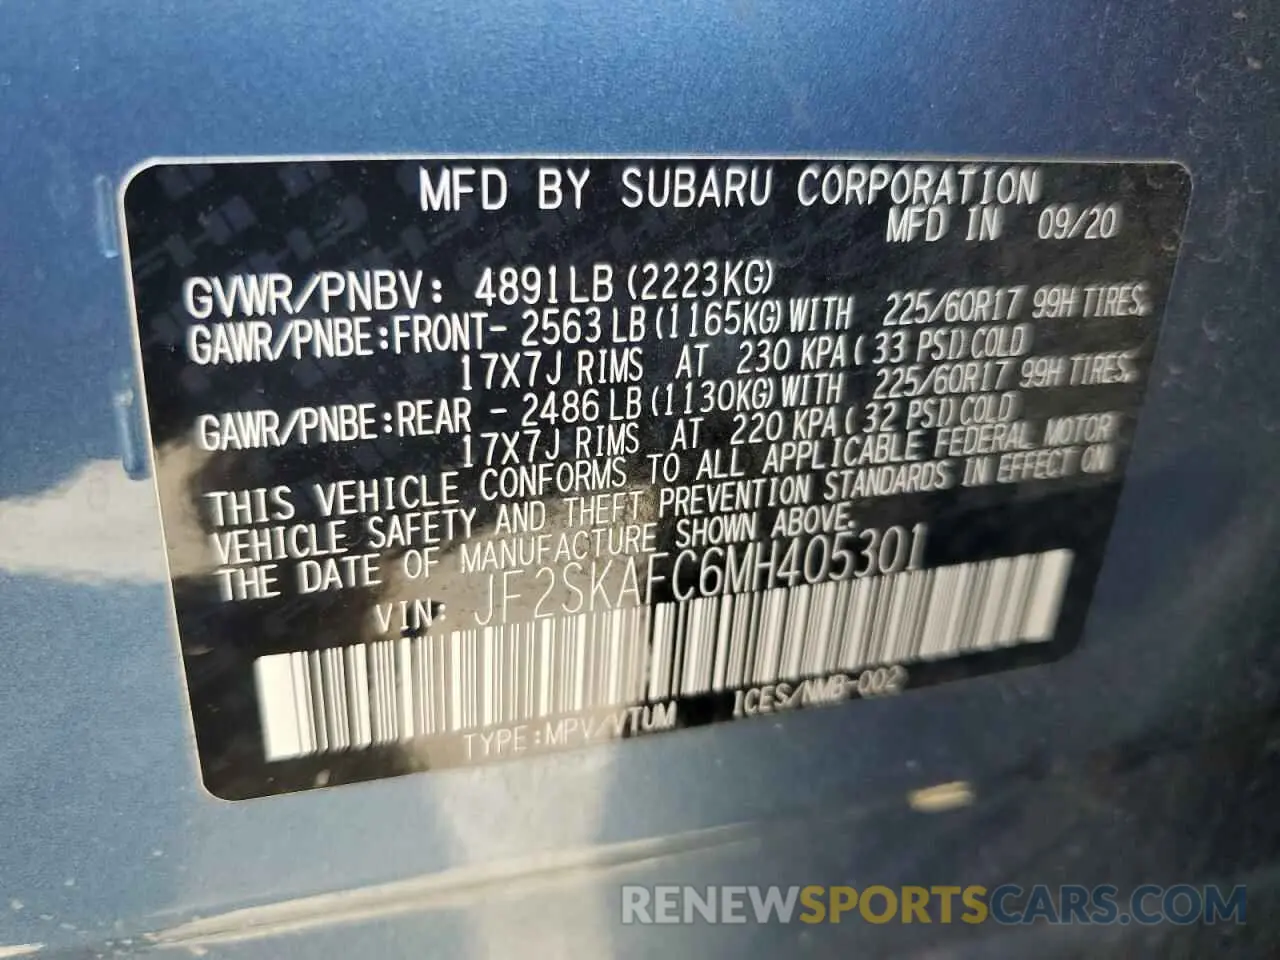 MFD BY SUBARU CORPORATION
MFD IN 09/20
GVWR/PNBV: 4891LB (2223KG)
GAWR/PNBE:FRONT- 2563 LB (1165KG) WITH 225/60R17 99H TIRES,
17X7J RIMS AT 230 KPA ( 33 PSI) COLD
GAWR/PNBE:REAR - 2486 LB (1130KG) WITH 225/60R17 99H TIRES,
17X7J RIMS AT 220 KPA ( 32 PSI) COLD
THIS VEHICLE CONFORMS TO ALL APPLICABLE FEDERAL MOTOR
VEHICLE SAFETY AND THEFT PREVENTION STANDARDS IN EFFECT ON
THE DATE OF MANUFACTURE SHOWN ABOVE.
VIN: JF2SKAFC6MH405301
TYPE:MPV/VTUM ICES/NMB-002
RENEWSPORTSCARS.COM